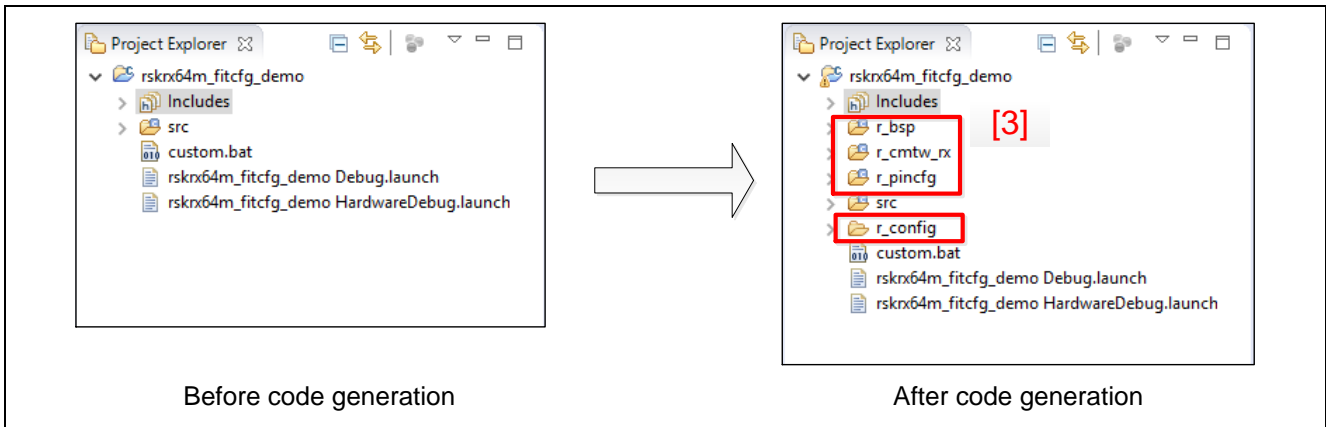 Project Explorer
rskrx64m_fitcfg_demo
Includes
src
custom.bat
rskrx64m_fitcfg_demo Debug.launch
rskrx64m_fitcfg_demo HardwareDebug.launch
Before code generation
Project Explorer
rskrx64m_fitcfg_demo
Includes
r_bsp
[3]
r_cmtw_rx
r_pincfg
src
r_config
custom.bat
rskrx64m_fitcfg_demo Debug.launch
rskrx64m_fitcfg_demo HardwareDebug.launch
After code generation